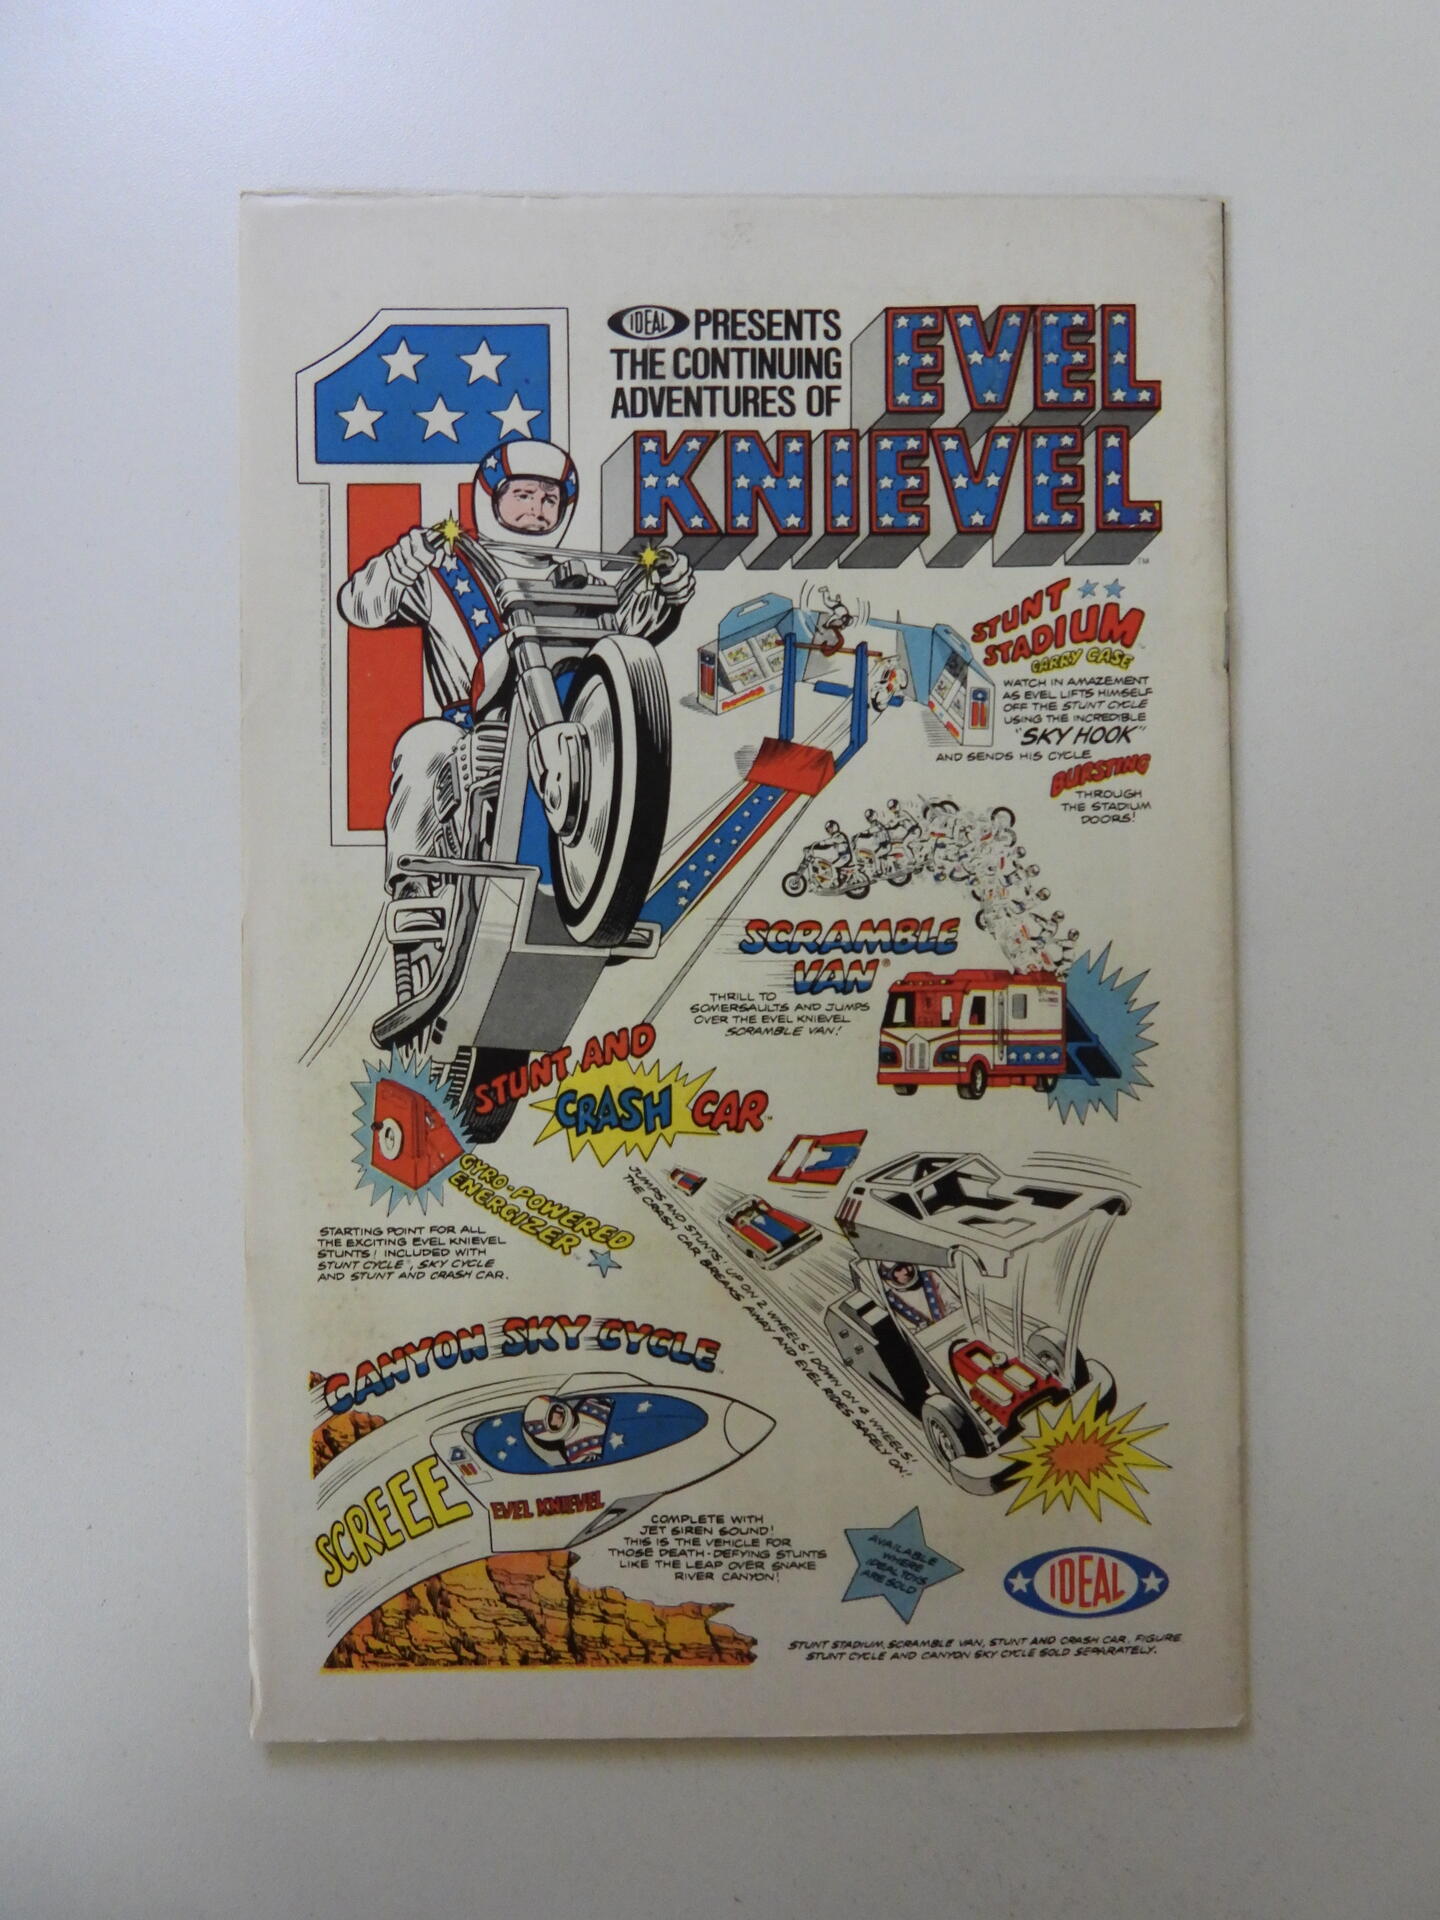 IDEAL PRESENTS
THE CONTINUING
ADVENTURES OF
EVEL
KNIEVEL
TM
STUNT
STADIUM
CARRY CASE
WATCH IN AMAZEMENT
AS EVEL LIFTS HIMSELF
OFF THE STUNT CYCLE
USING THE INCREDIBLE
"SKY HOOK"
AND SENDS HIS CYCLE
BURSTING
THROUGH
THE STADIUM
DOORS!
SCRAMBLE
VAN®
THRILL TO
SOMERSAULTS AND JUMPS
OVER THE EVEL KNIEVEL
SCRAMBLE VAN!
STUNT AND
CRASH CAR
JUMPS AND STUNTS! UP ON 2 WHEELS! DOWN ON 4 WHEELS!
THE CRASH CAR BREAKS AWAY AND EVEL RIDES SAFELY ON!
GYRO-POWERED
ENERGIZER
STARTING POINT FOR ALL
THE EXCITING EVEL KNIEVEL
STUNTS! INCLUDED WITH
STUNT CYCLE, SKY CYCLE
AND STUNT AND CRASH CAR.
CANYON SKY CYCLE
SCREEE
EVEL KNIEVEL
COMPLETE WITH
JET SIREN SOUND!
THIS IS THE VEHICLE FOR
THOSE DEATH-DEFYING STUNTS
LIKE THE LEAP OVER SNAKE
RIVER CANYON!
AVAILABLE
WHERE
IDEAL TOYS
ARE SOLD
IDEAL
STUNT STADIUM, SCRAMBLE VAN, STUNT AND CRASH CAR, FIGURE
STUNT CYCLE AND CANYON SKY CYCLE SOLD SEPARATELY.